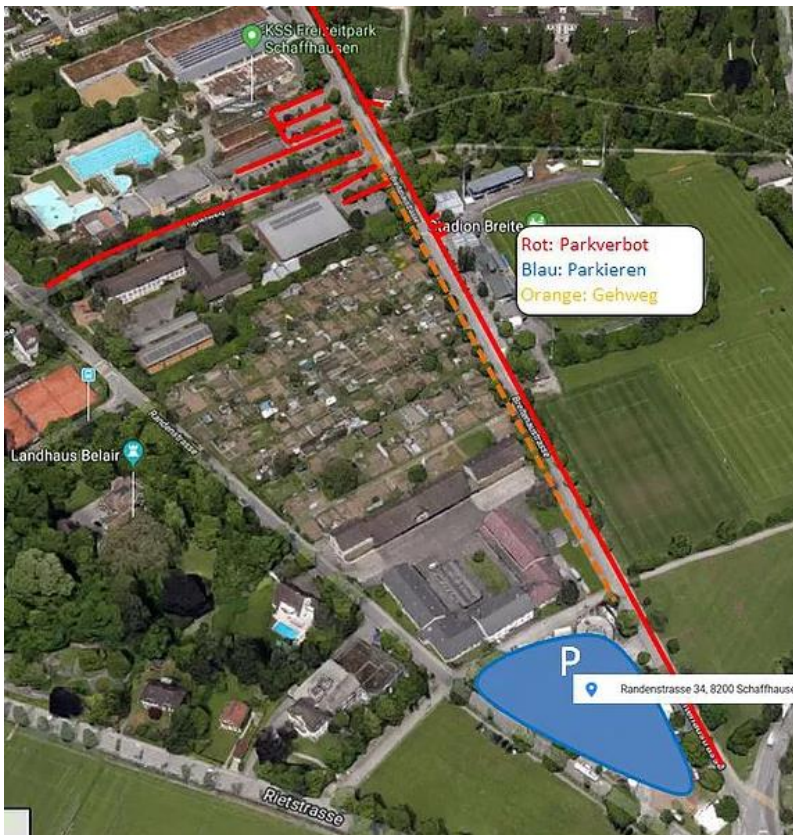 KSS Freizeitpark
Schaffhausen
Stadion Breite
Rot: Parkverbot
Blau: Parkieren
Orange: Gehweg
Breitenaustrasse
Landhaus Belair
Randenstrasse
P
Randenstrasse 34, 8200 Schaffhause
Rietstrasse